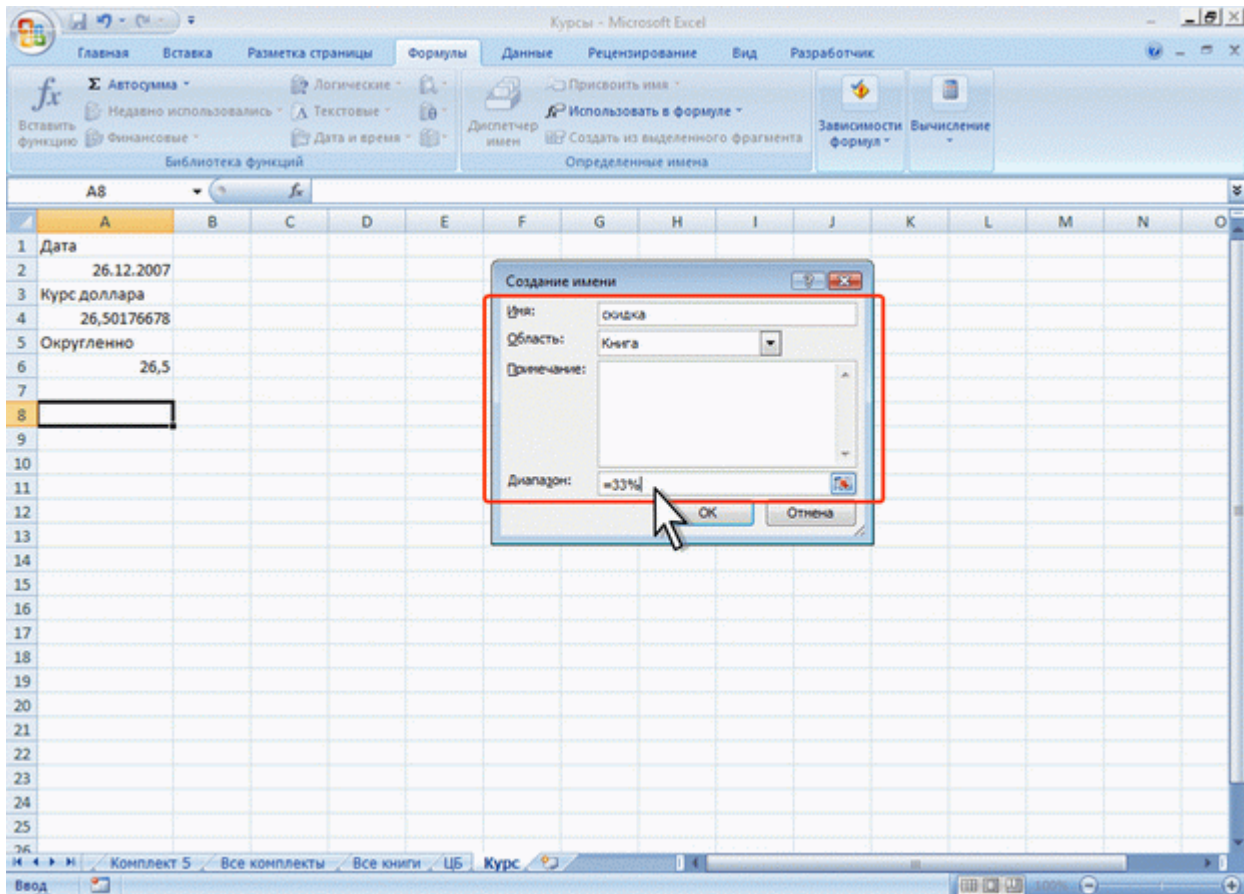 Курсы - Microsoft Excel
Главная Вставка Разметка страницы Формулы Данные Рецензирование Вид Разработчик
fx Вставить функцию
Σ Автосумма
Недавно использовались
Финансовые
Логические
Текстовые
Дата и время
Библиотека функций
Диспетчер имен
Присвоить имя
Использовать в формуле
Создать из выделенного фрагмента
Определенные имена
Зависимости формул
Вычисление
A8 fx
A B C D E F G H I J K L M N O
1 Дата
2 26.12.2007
3 Курс доллара
4 26,50176678
5 Округленно
6 26,5
7
8
9
10
11
12
13
14
15
16
17
18
19
20
21
22
23
24
25
26
Создание имени
Имя: скидка
Область: Книга
Примечание:
Диапазон: =33%
ОК Отмена
Комплект 5 Все комплекты Все книги ЦБ Курс
Ввод 100%